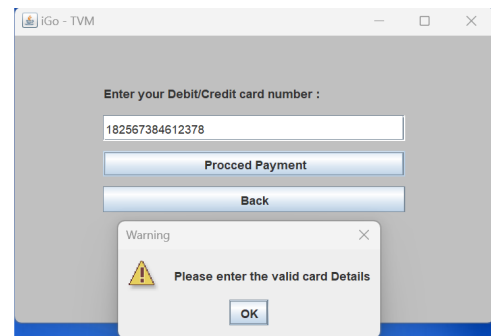 iGo - TVM
Enter your Debit/Credit card number :
182567384612378
Procced Payment
Back
Warning
Please enter the valid card Details
OK